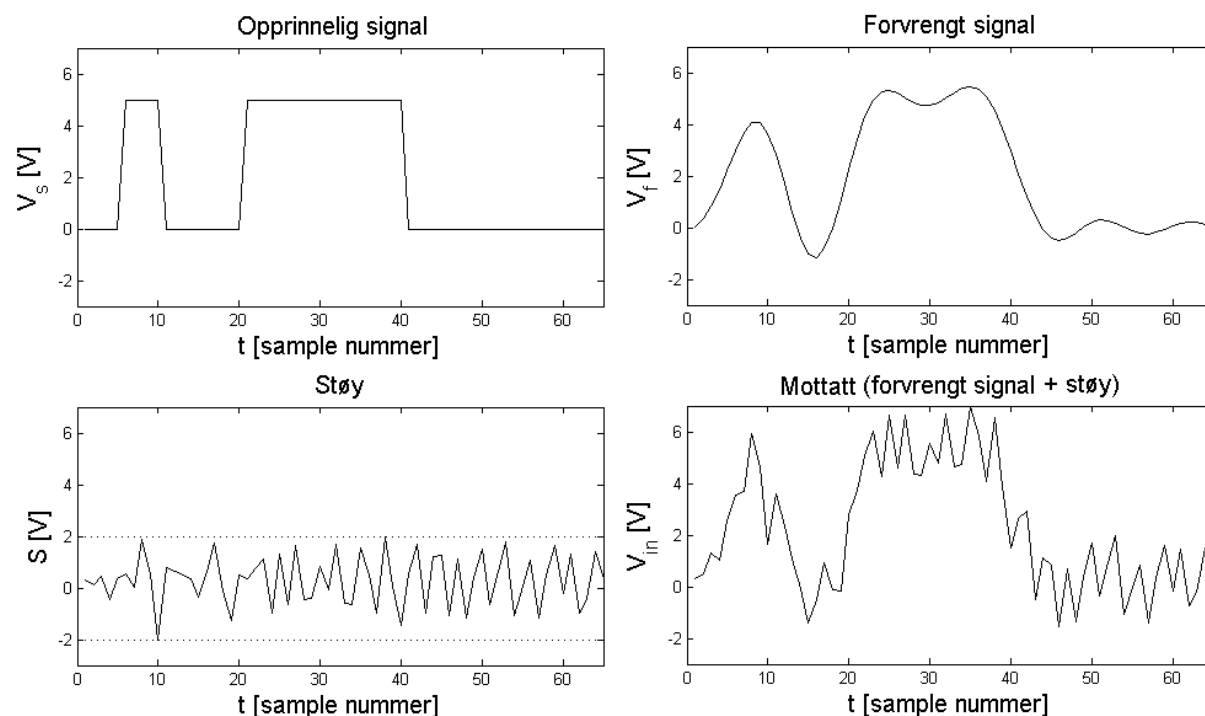 Opprinnelig signal
6
4
2
0
-2
0 10 20 30 40 50 60
V_s [V]
t [sample nummer]
Forvrengt signal
6
4
2
0
-2
0 10 20 30 40 50 60
V_f [V]
t [sample nummer]
Støy
6
4
2
0
-2
0 10 20 30 40 50 60
S [V]
t [sample nummer]
Mottatt (forvrengt signal + støy)
6
4
2
0
-2
0 10 20 30 40 50 60
V_in [V]
t [sample nummer]